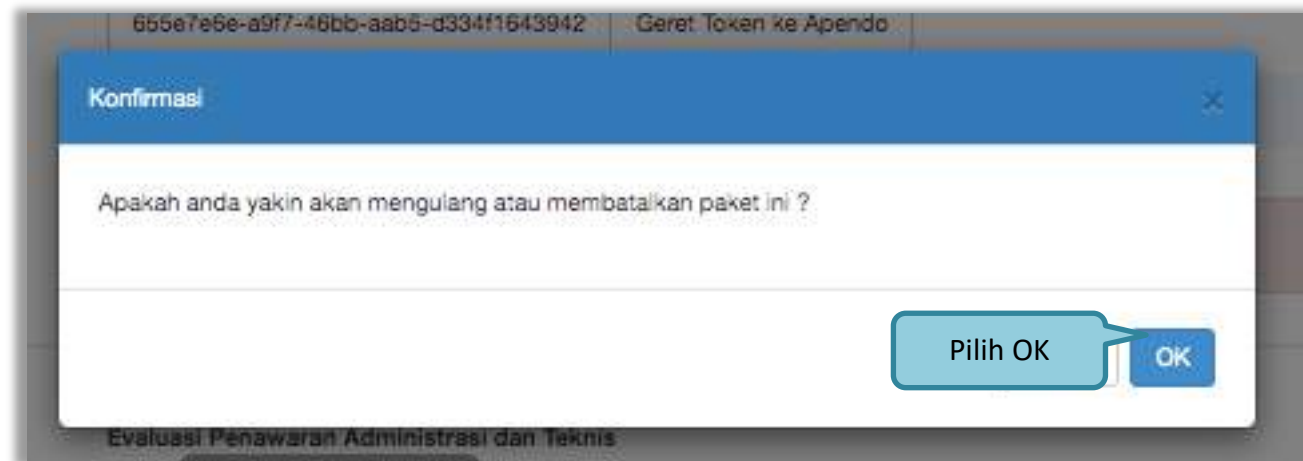 655e7e6e-a9f7-46bb-aab5-d334f1643942 Geret Token ke Apendo
Konfirmasi
×
Apakah anda yakin akan mengulang atau membatalkan paket ini ?
Pilih OK
OK
Evaluasi Penawaran Administrasi dan Teknis